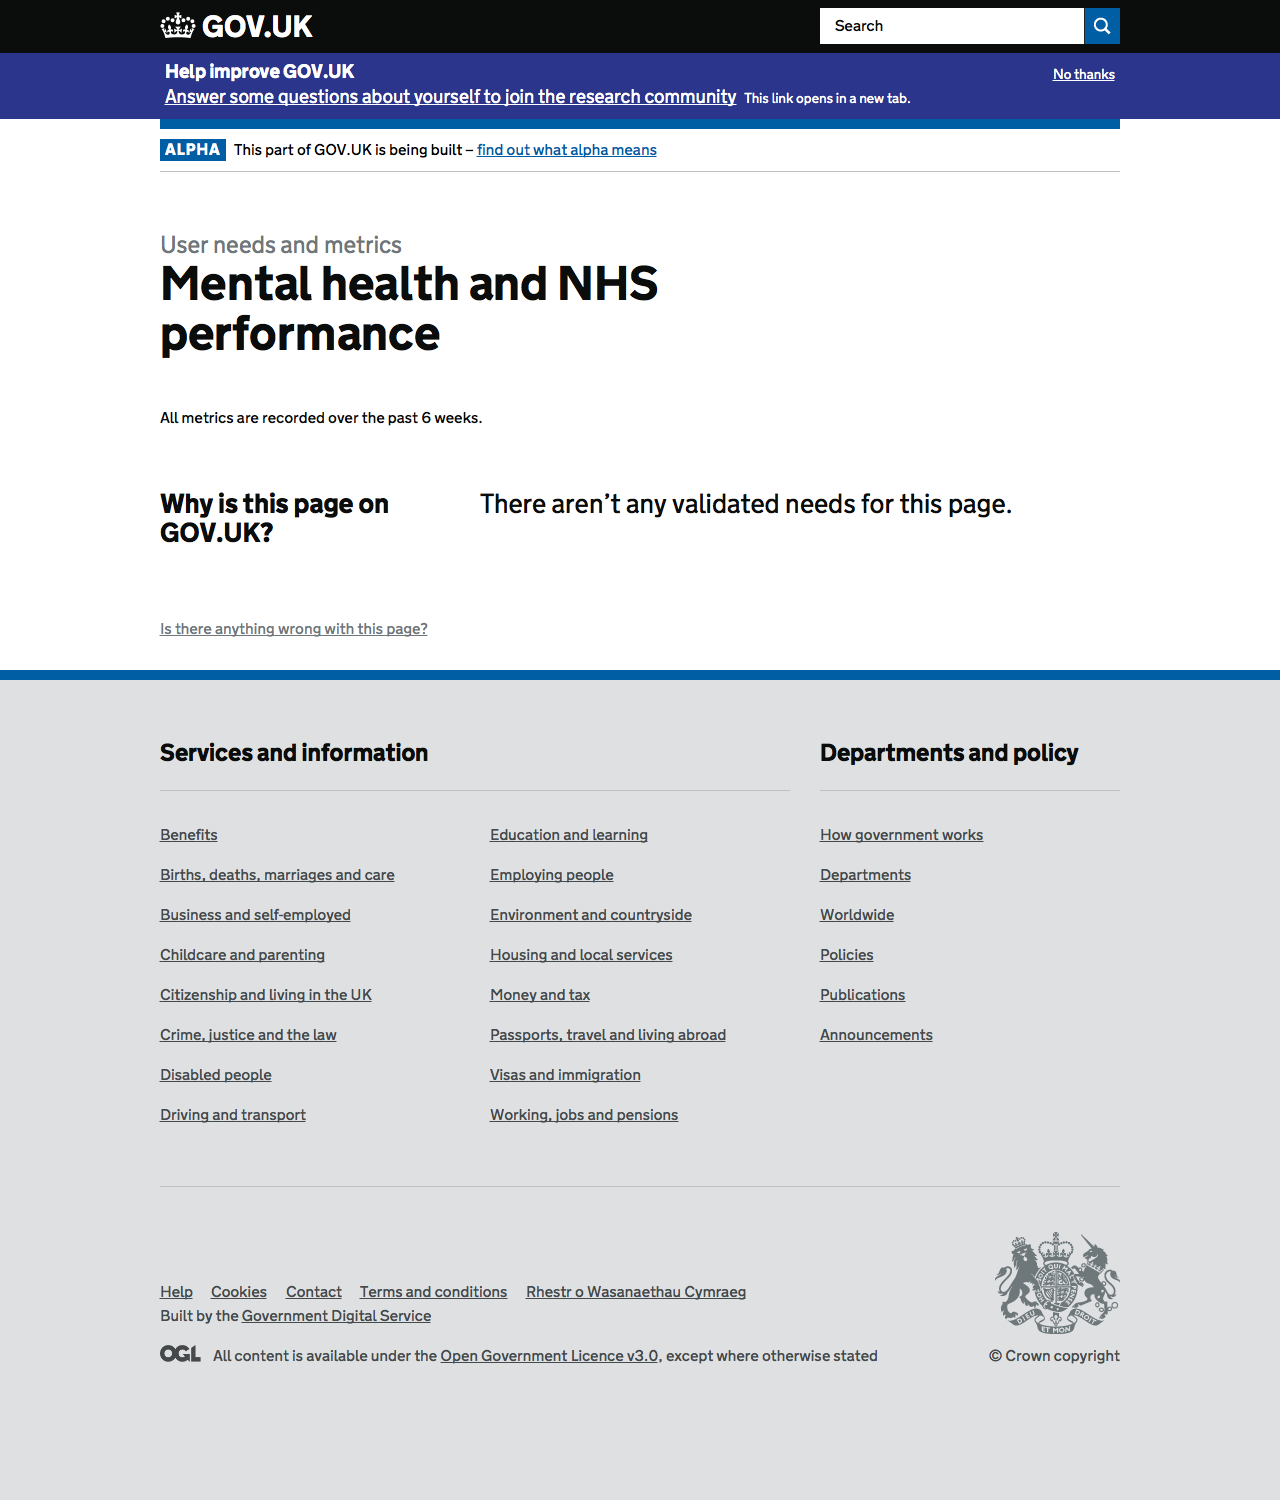 GOV.UK
Search
Help improve GOV.UK
No thanks
Answer some questions about yourself to join the research community This link opens in a new tab.
ALPHA This part of GOV.UK is being built – find out what alpha means
User needs and metrics
Mental health and NHS
performance
All metrics are recorded over the past 6 weeks.
Why is this page on
GOV.UK?
There aren’t any validated needs for this page.
Is there anything wrong with this page?
Services and information
Benefits
Births, deaths, marriages and care
Business and self-employed
Childcare and parenting
Citizenship and living in the UK
Crime, justice and the law
Disabled people
Driving and transport
Education and learning
Employing people
Environment and countryside
Housing and local services
Money and tax
Passports, travel and living abroad
Visas and immigration
Working, jobs and pensions
Departments and policy
How government works
Departments
Worldwide
Policies
Publications
Announcements
Help Cookies Contact Terms and conditions Rhestr o Wasanaethau Cymraeg
Built by the Government Digital Service
OGL All content is available under the Open Government Licence v3.0, except where otherwise stated
DIEU ET MON DROIT
© Crown copyright